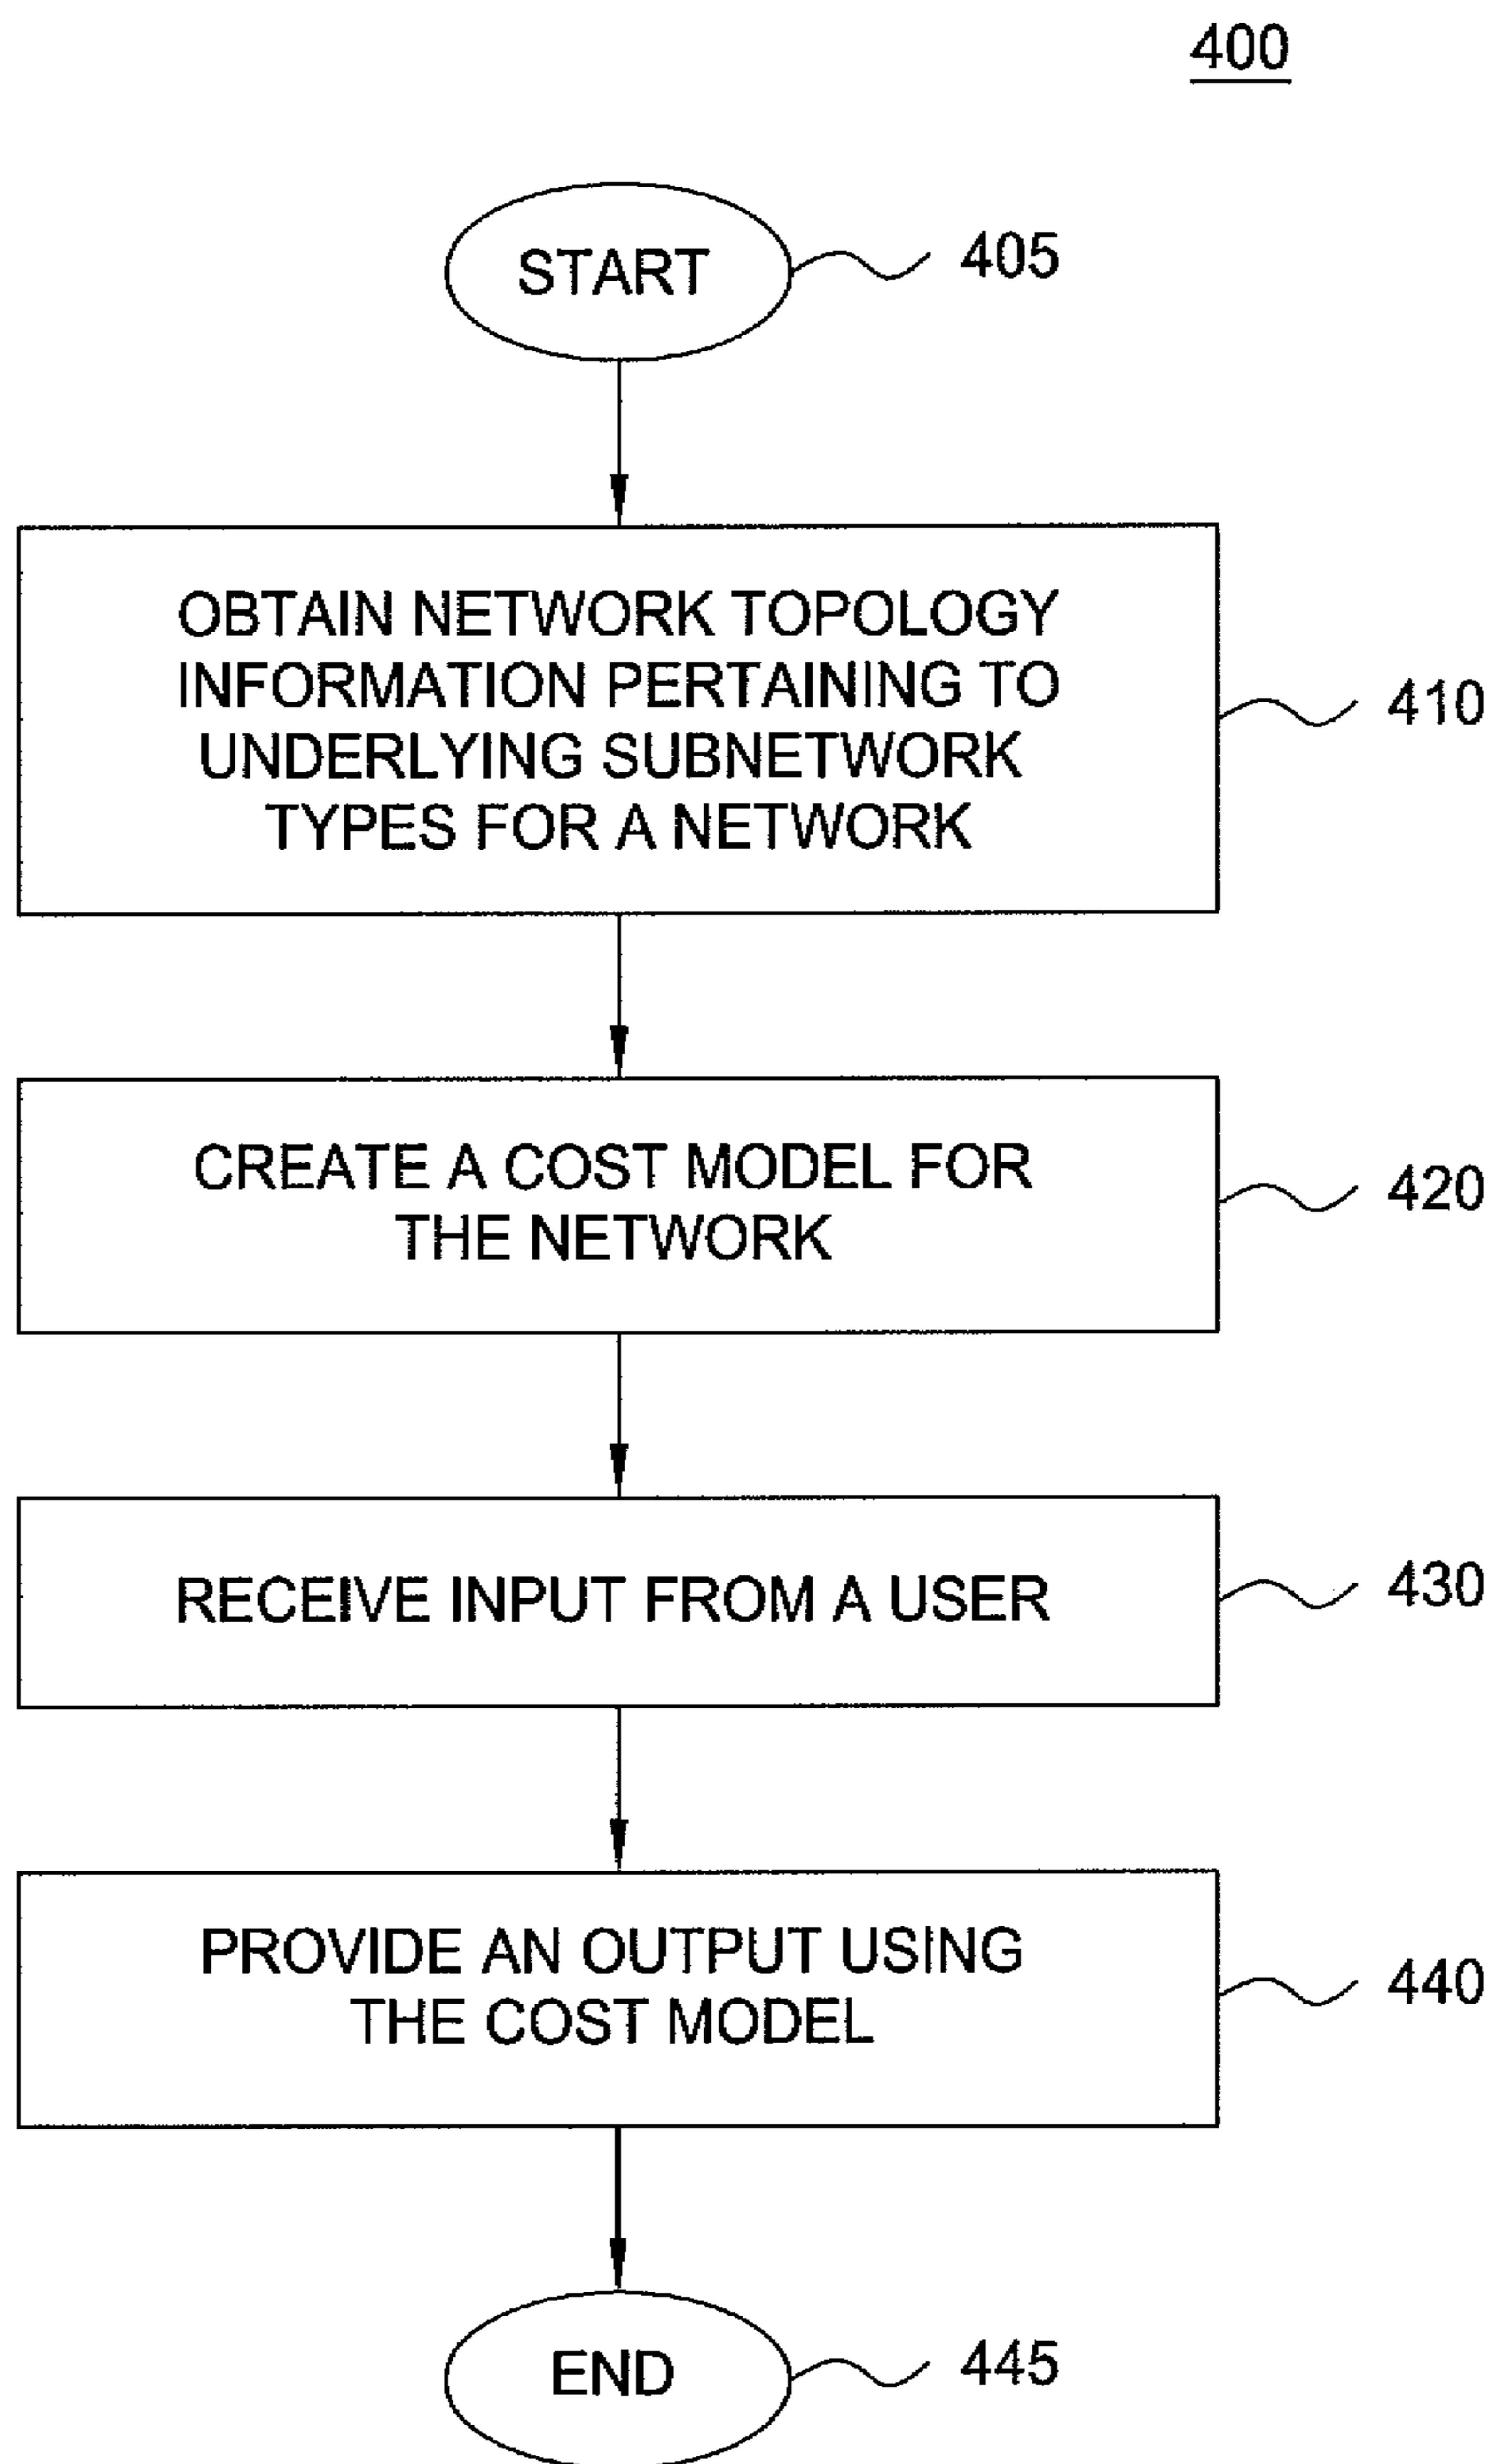 400
START
405
OBTAIN NETWORK TOPOLOGY
INFORMATION PERTAINING TO
UNDERLYING SUBNETWORK
TYPES FOR A NETWORK
410
CREATE A COST MODEL FOR
THE NETWORK
420
RECEIVE INPUT FROM A USER
430
PROVIDE AN OUTPUT USING
THE COST MODEL
440
END
445